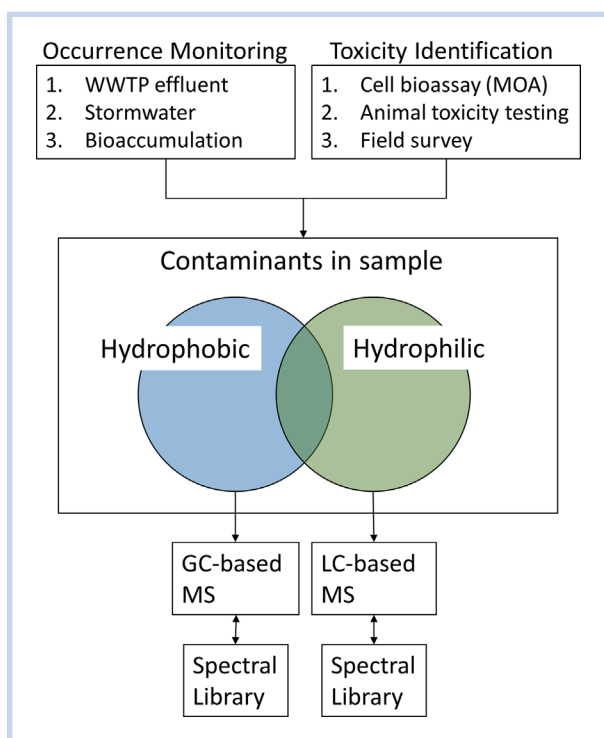 Occurrence Monitoring
1. WWTP effluent
2. Stormwater
3. Bioaccumulation
Toxicity Identification
1. Cell bioassay (MOA)
2. Animal toxicity testing
3. Field survey
Contaminants in sample
Hydrophobic
Hydrophilic
GC-based
MS
LC-based
MS
Spectral
Library
Spectral
Library